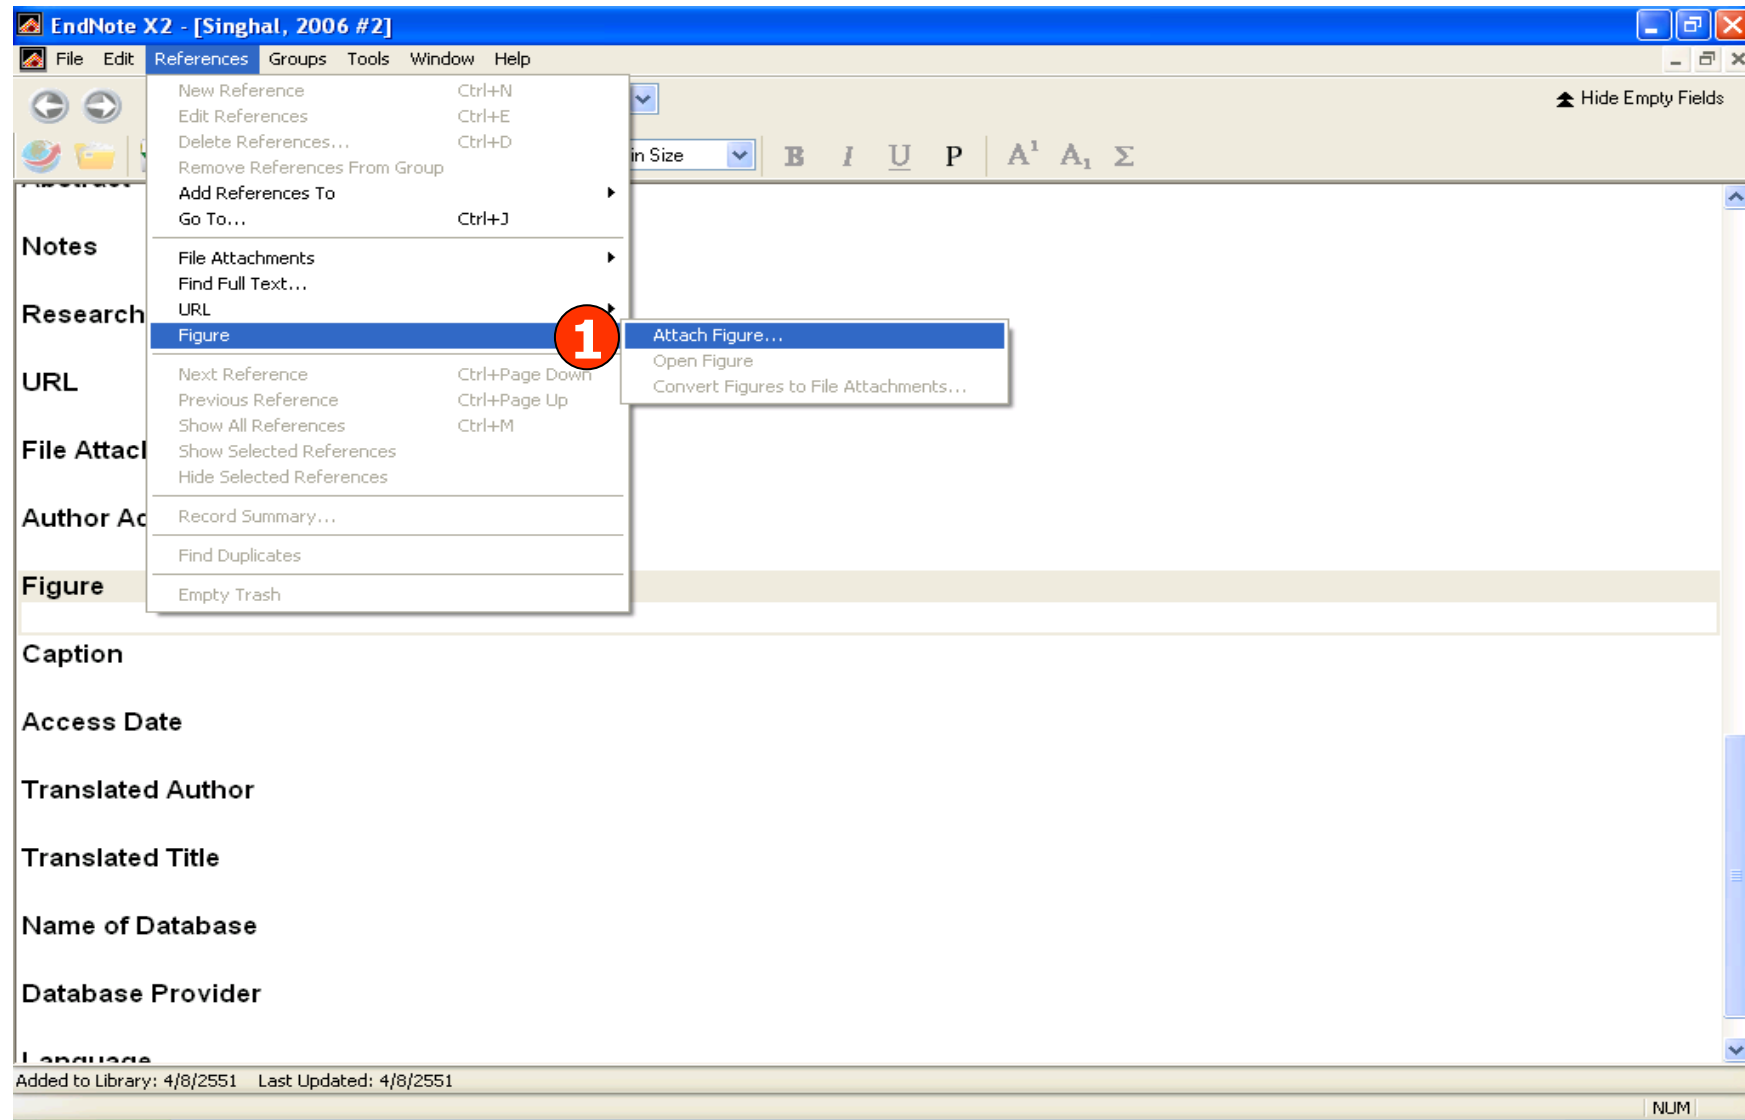 EndNote X2 - [Singhal, 2006 #2]
File Edit References Groups Tools Window Help
New Reference Ctrl+N
Edit References Ctrl+E
Delete References... Ctrl+D
Remove References From Group
Add References To
Go To... Ctrl+J
File Attachments
Find Full Text...
URL
Figure
Next Reference Ctrl+Page Down
Previous Reference Ctrl+Page Up
Show All References Ctrl+M
Show Selected References
Hide Selected References
Record Summary...
Find Duplicates
Empty Trash
1
Attach Figure...
Open Figure
Convert Figures to File Attachments...
Hide Empty Fields
in Size B I U P A1 A1 Σ
Abstract
Notes
Research
URL
File Attach
Author Ad
Figure
Caption
Access Date
Translated Author
Translated Title
Name of Database
Database Provider
Language
Added to Library: 4/8/2551 Last Updated: 4/8/2551
NUM